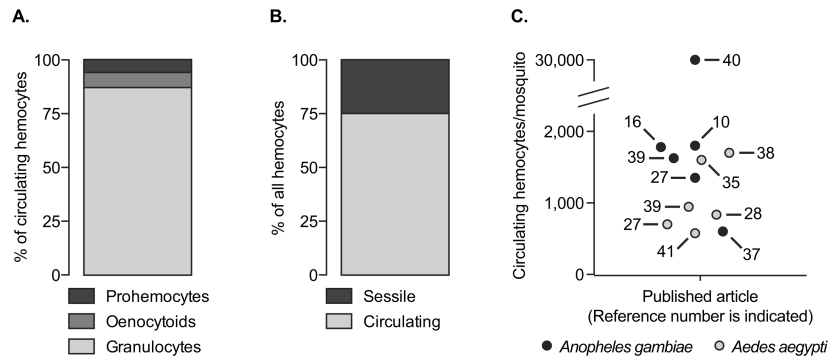 A.
% of circulating hemocytes
100
75
50
25
0
Prohemocytes
Oenocytoids
Granulocytes
B.
% of all hemocytes
100
75
50
25
0
Sessile
Circulating
C.
Circulating hemocytes/mosquito
30,000
2,000
1,000
0
40
16
10
39
38
27
35
39
28
27
41
37
Published article
(Reference number is indicated)
Anopheles gambiae
Aedes aegypti